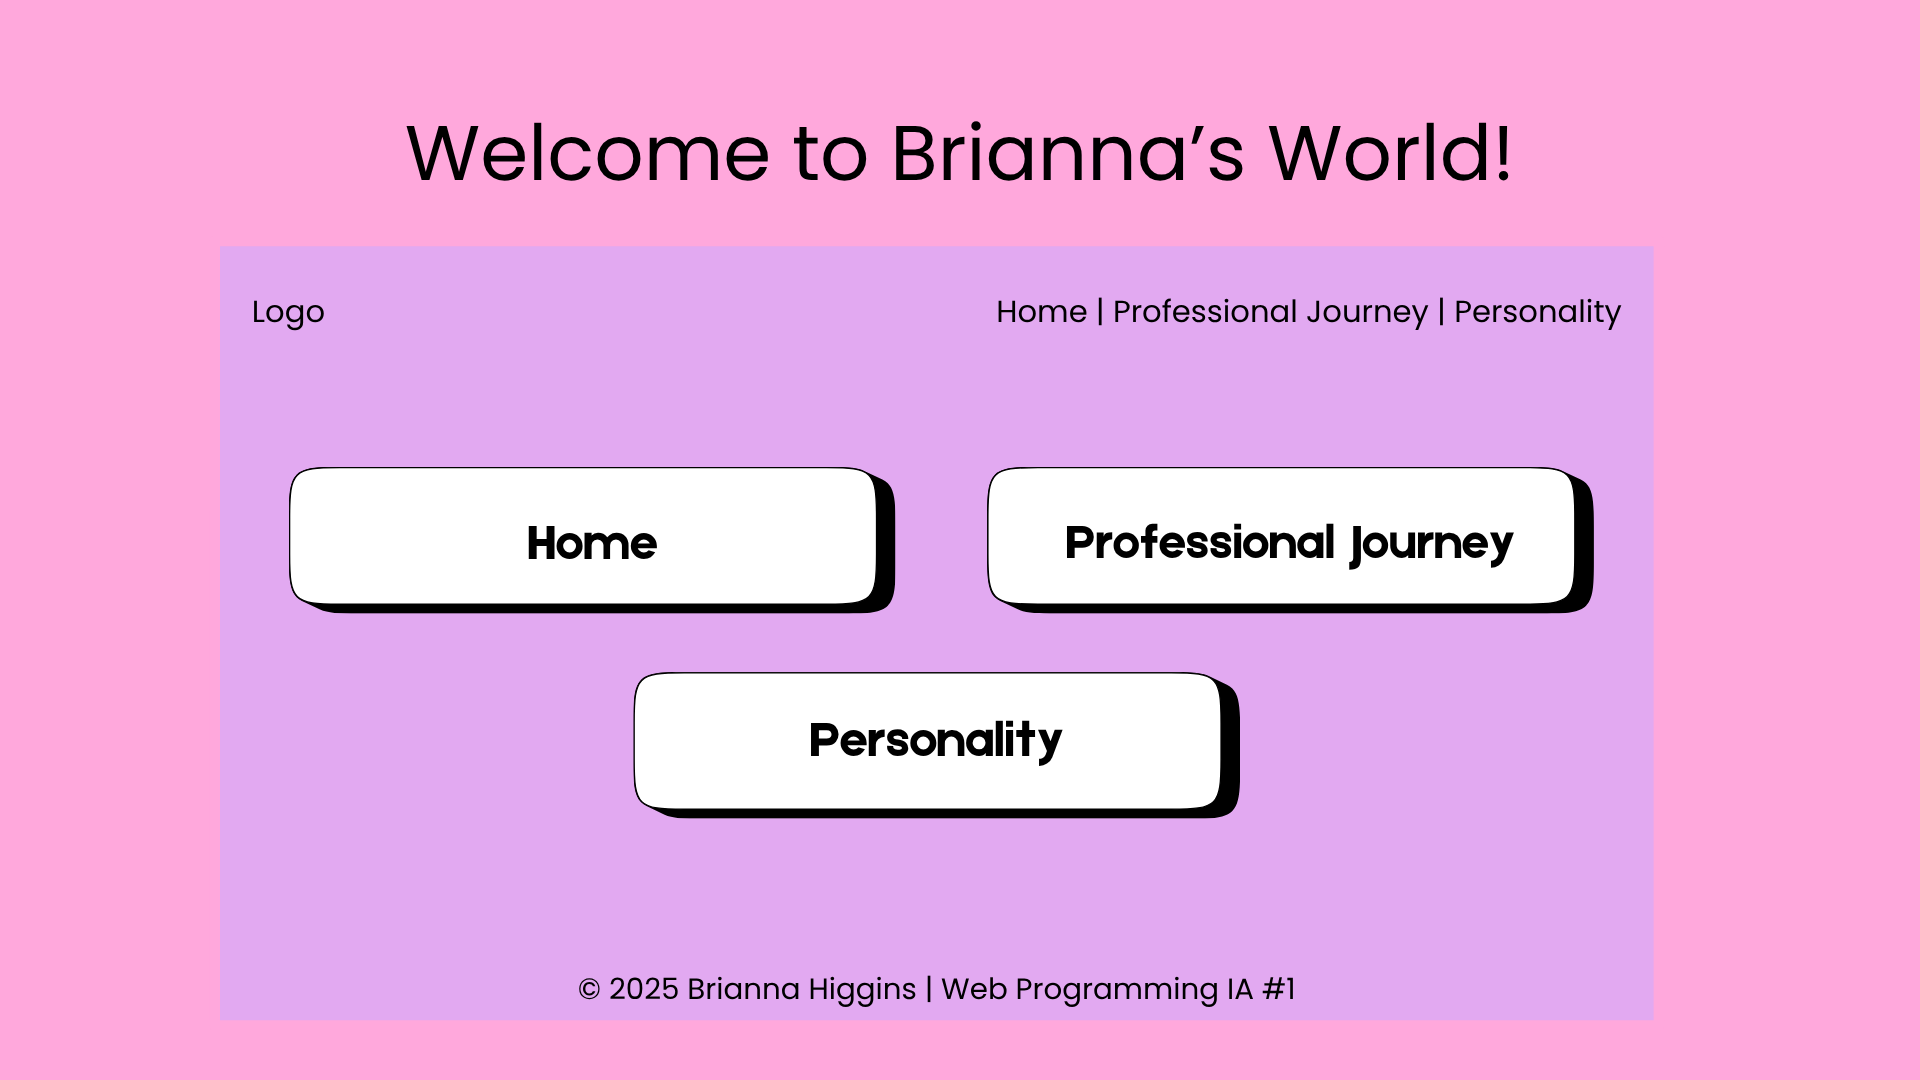 Welcome to Brianna’s World!
Logo
Home | Professional Journey | Personality
Home
Professional Journey
Personality
© 2025 Brianna Higgins | Web Programming IA #1